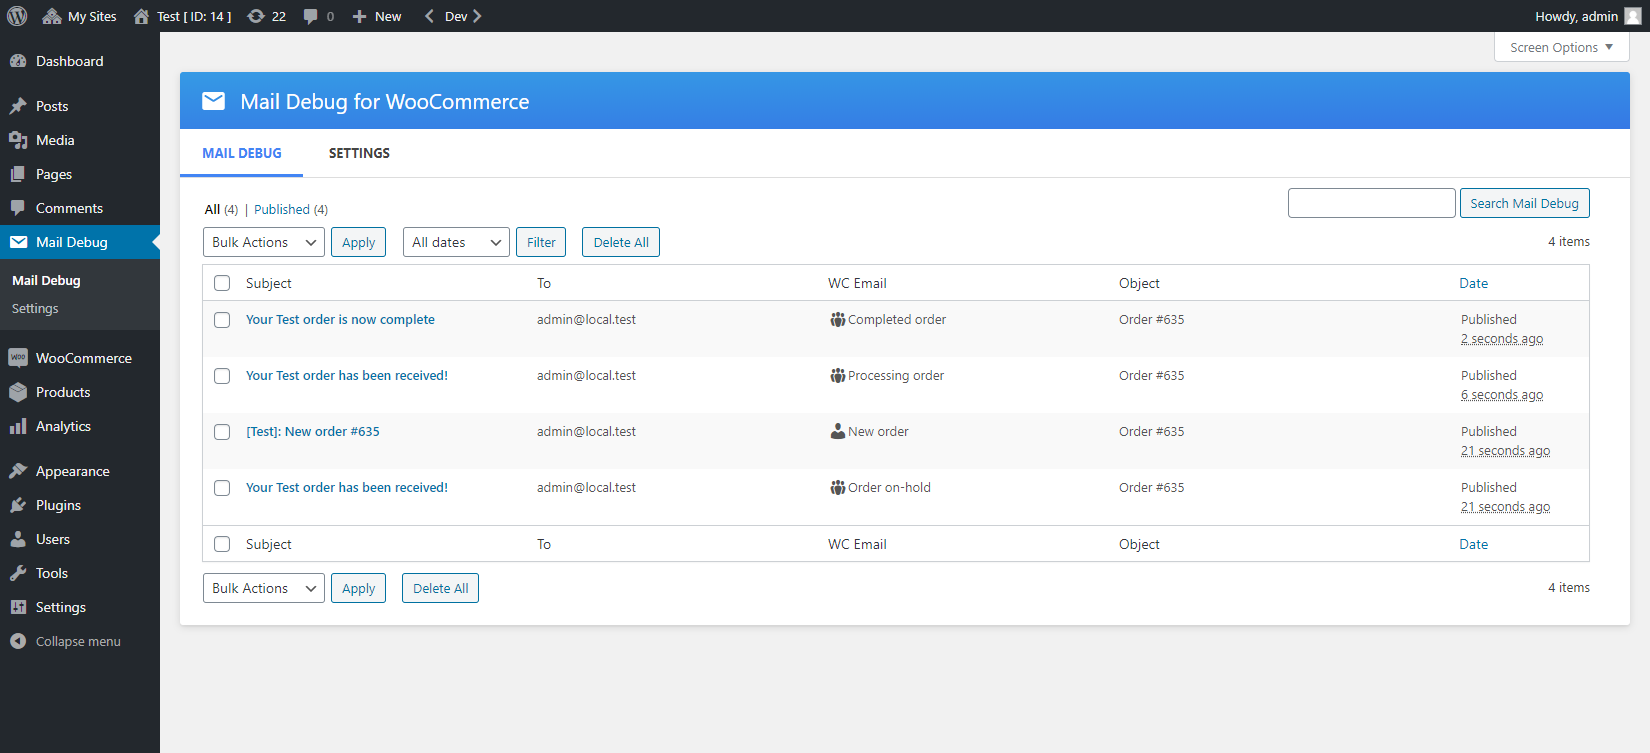 My Sites Test [ ID: 14 ] 22 0 New Dev Howdy, admin
Screen Options
Dashboard
Posts
Media
Pages
Comments
Mail Debug
Mail Debug
Settings
WOO WooCommerce
Products
Analytics
Appearance
Plugins
Users
Tools
Settings
Collapse menu
Mail Debug for WooCommerce
MAIL DEBUG SETTINGS
All (4) | Published (4) Search Mail Debug
Bulk Actions Apply All dates Filter Delete All 4 items
Subject To WC Email Object Date
Your Test order is now complete admin@local.test Completed order Order #635 Published
2 seconds ago
Your Test order has been received! admin@local.test Processing order Order #635 Published
6 seconds ago
[Test]: New order #635 admin@local.test New order Order #635 Published
21 seconds ago
Your Test order has been received! admin@local.test Order on-hold Order #635 Published
21 seconds ago
Subject To WC Email Object Date
Bulk Actions Apply Delete All 4 items